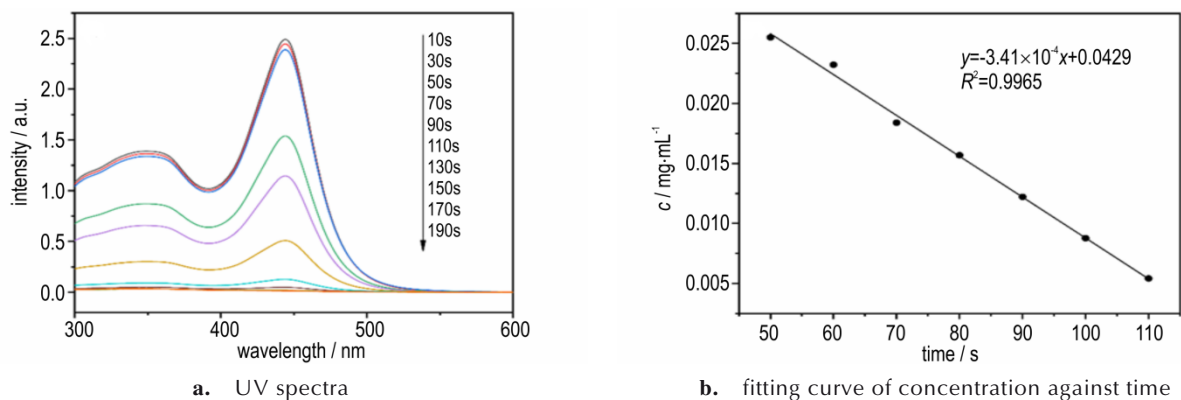 2.5
2.0
1.5
1.0
0.5
0.0
intensity / a.u.
10s
30s
50s
70s
90s
110s
130s
150s
170s
190s
300
400
500
600
wavelength / nm
a. UV spectra
0.025
0.020
0.015
0.010
0.005
c / mg·mL⁻¹
y=-3.41×10⁻⁴x+0.0429
R²=0.9965
50
60
70
80
90
100
110
time / s
b. fitting curve of concentration against time